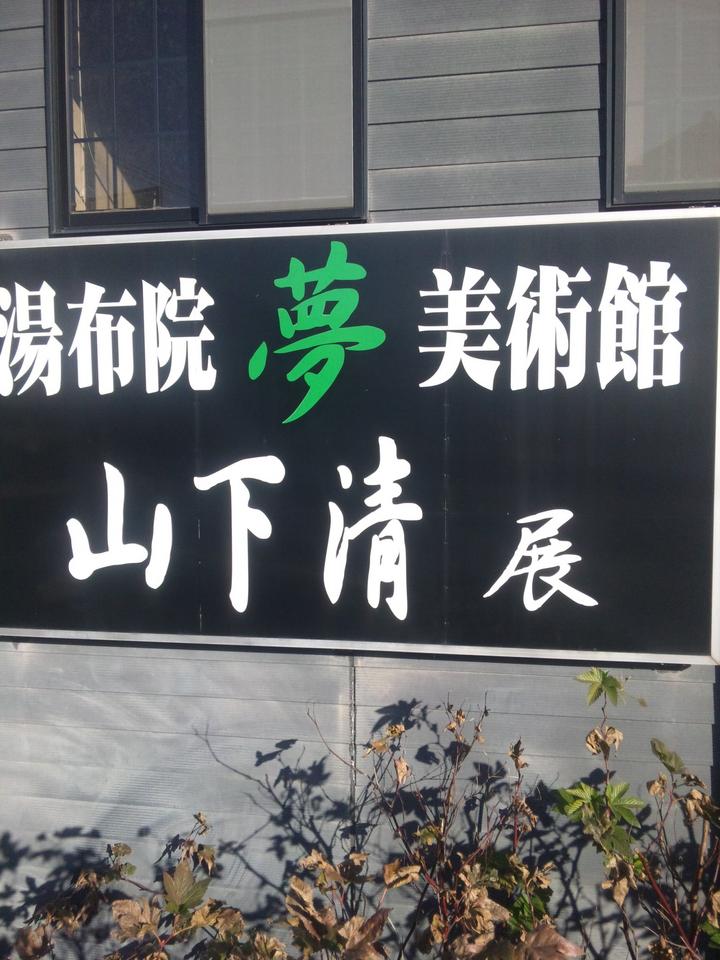 湯布院 夢 美術館
山下清 展